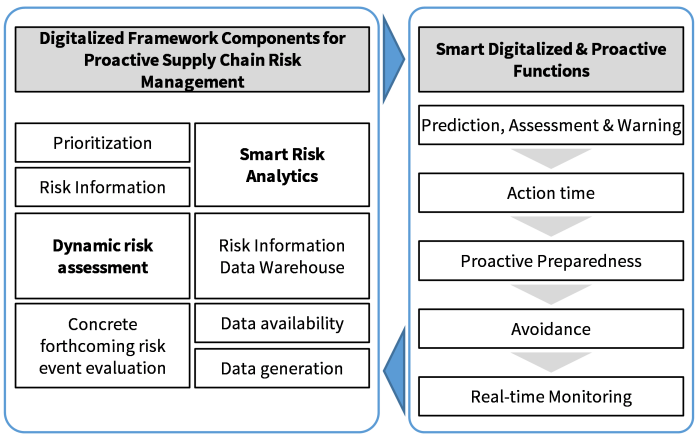 Digitalized Framework Components for
Proactive Supply Chain Risk
Management
Prioritization
Risk Information
Smart Risk
Analytics
Dynamic risk
assessment
Risk Information
Data Warehouse
Concrete
forthcoming risk
event evaluation
Data availability
Data generation
Smart Digitalized & Proactive
Functions
Prediction, Assessment & Warning
Action time
Proactive Preparedness
Avoidance
Real-time Monitoring